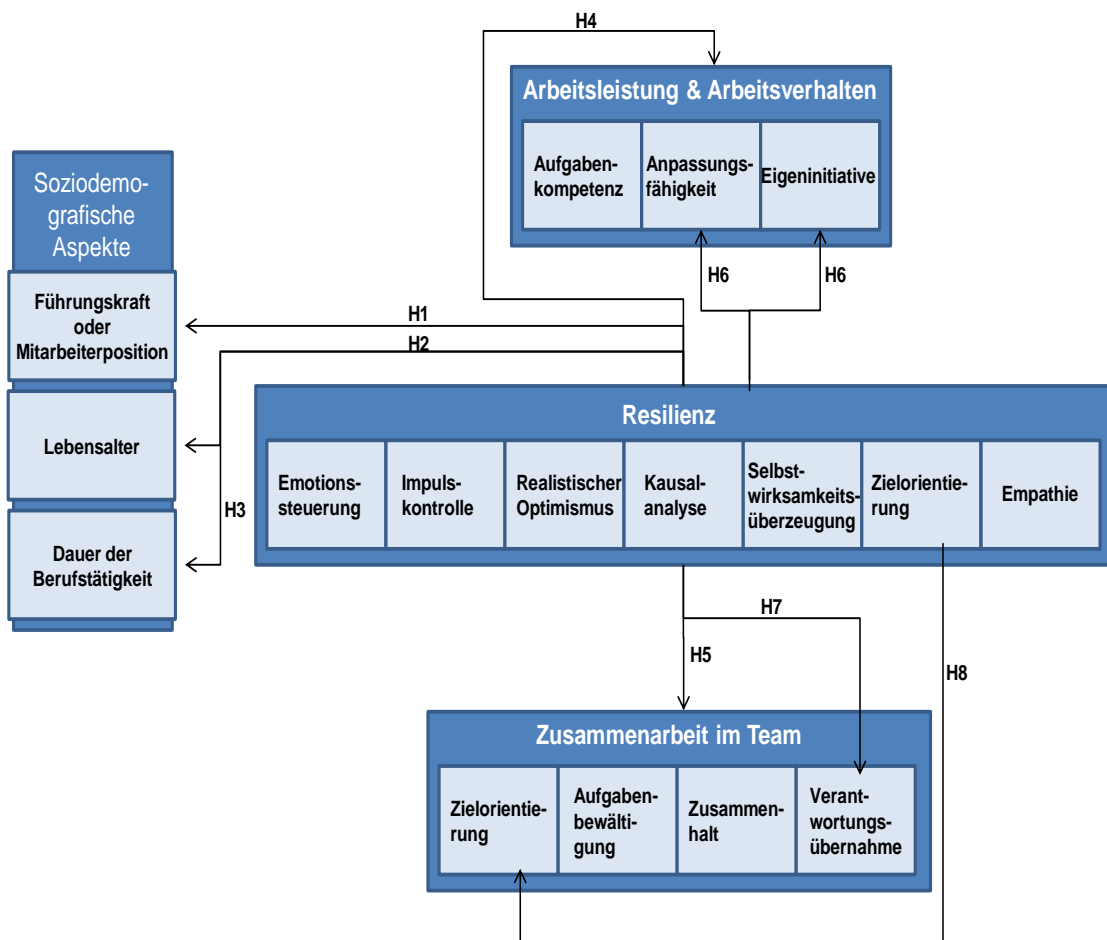 H4
Arbeitsleistung & Arbeitsverhalten
Aufgaben-
kompetenz
Anpassungs-
fähigkeit
Eigeninitiative
Soziodemo-
grafische
Aspekte
Führungskraft
oder
Mitarbeiterposition
Lebensalter
Dauer der
Berufstätigkeit
H6
H6
H1
H2
H3
Resilienz
Emotions-
steuerung
Impuls-
kontrolle
Realistischer
Optimismus
Kausal-
analyse
Selbst-
wirksamkeits-
überzeugung
Zielorientie-
rung
Empathie
H7
H5
H8
Zusammenarbeit im Team
Zielorientie-
rung
Aufgaben-
bewälti-
gung
Zusammen-
halt
Verant-
wortungs-
übernahme